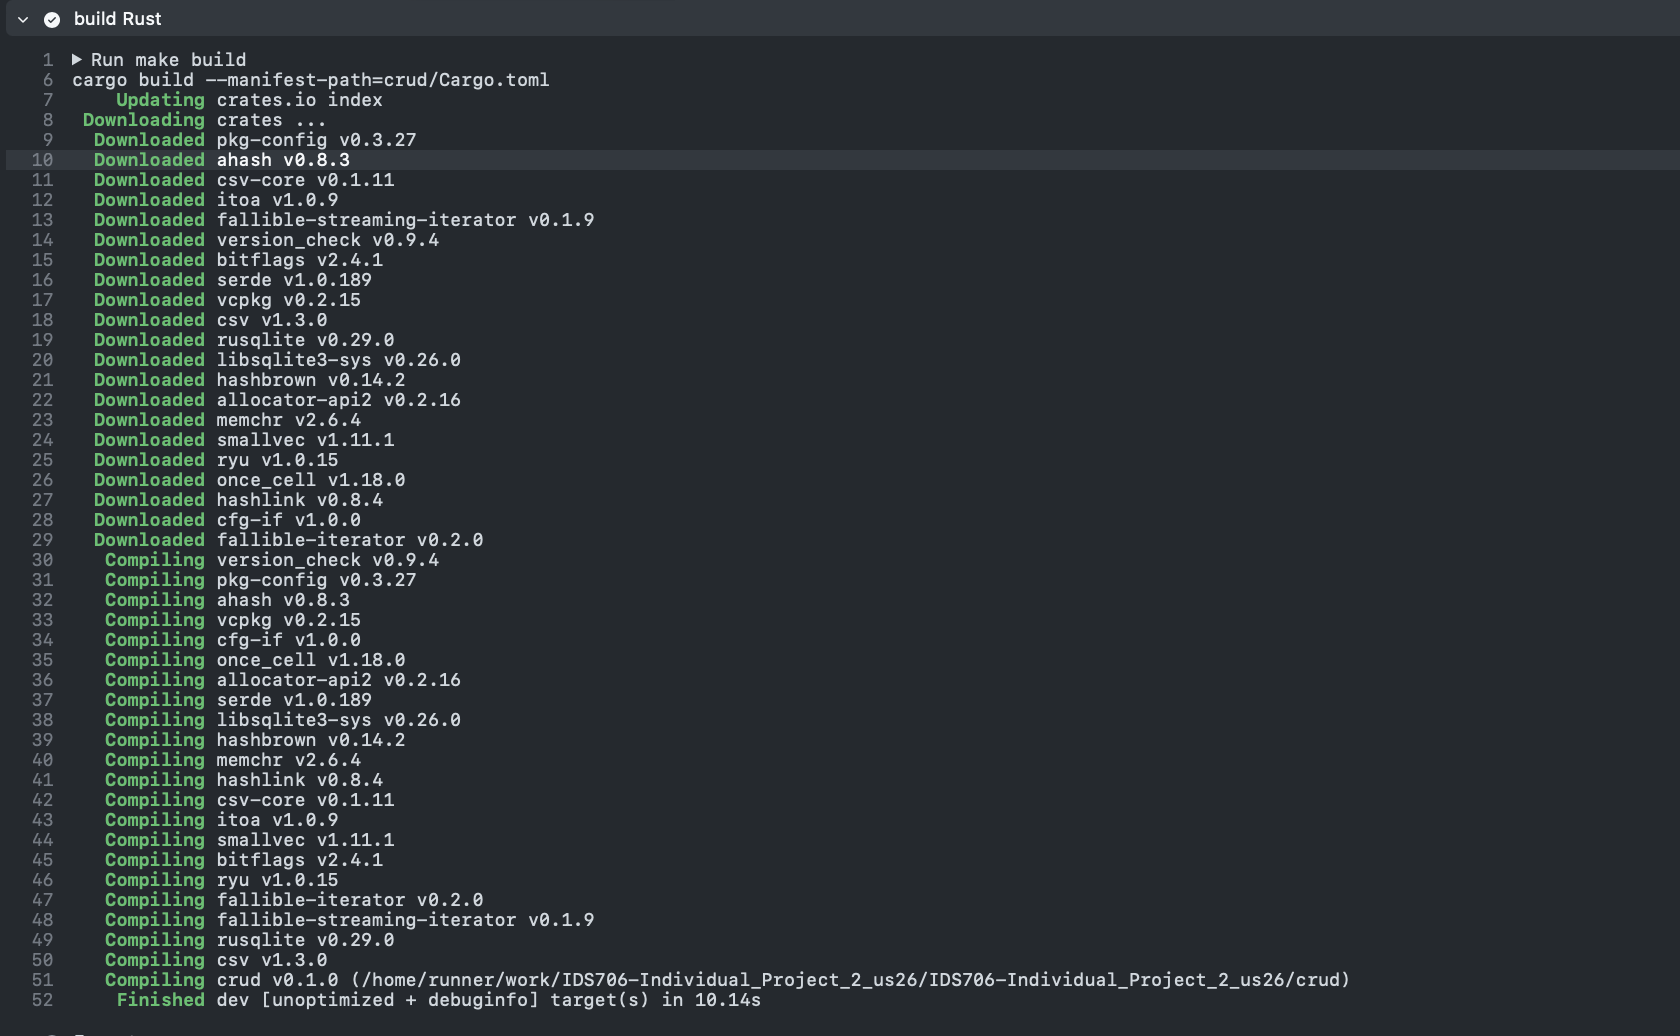 build Rust
1 Run make build
6 cargo build --manifest-path=crud/Cargo.toml
7 Updating crates.io index
8 Downloading crates ...
9 Downloaded pkg-config v0.3.27
10 Downloaded ahash v0.8.3
11 Downloaded csv-core v0.1.11
12 Downloaded itoa v1.0.9
13 Downloaded fallible-streaming-iterator v0.1.9
14 Downloaded version_check v0.9.4
15 Downloaded bitflags v2.4.1
16 Downloaded serde v1.0.189
17 Downloaded vcpkg v0.2.15
18 Downloaded csv v1.3.0
19 Downloaded rusqlite v0.29.0
20 Downloaded libsqlite3-sys v0.26.0
21 Downloaded hashbrown v0.14.2
22 Downloaded allocator-api2 v0.2.16
23 Downloaded memchr v2.6.4
24 Downloaded smallvec v1.11.1
25 Downloaded ryu v1.0.15
26 Downloaded once_cell v1.18.0
27 Downloaded hashlink v0.8.4
28 Downloaded cfg-if v1.0.0
29 Downloaded fallible-iterator v0.2.0
30 Compiling version_check v0.9.4
31 Compiling pkg-config v0.3.27
32 Compiling ahash v0.8.3
33 Compiling vcpkg v0.2.15
34 Compiling cfg-if v1.0.0
35 Compiling once_cell v1.18.0
36 Compiling allocator-api2 v0.2.16
37 Compiling serde v1.0.189
38 Compiling libsqlite3-sys v0.26.0
39 Compiling hashbrown v0.14.2
40 Compiling memchr v2.6.4
41 Compiling hashlink v0.8.4
42 Compiling csv-core v0.1.11
43 Compiling itoa v1.0.9
44 Compiling smallvec v1.11.1
45 Compiling bitflags v2.4.1
46 Compiling ryu v1.0.15
47 Compiling fallible-iterator v0.2.0
48 Compiling fallible-streaming-iterator v0.1.9
49 Compiling rusqlite v0.29.0
50 Compiling csv v1.3.0
51 Compiling crud v0.1.0 (/home/runner/work/IDS706-Individual_Project_2_us26/IDS706-Individual_Project_2_us26/crud)
52 Finished dev [unoptimized + debuginfo] target(s) in 10.14s